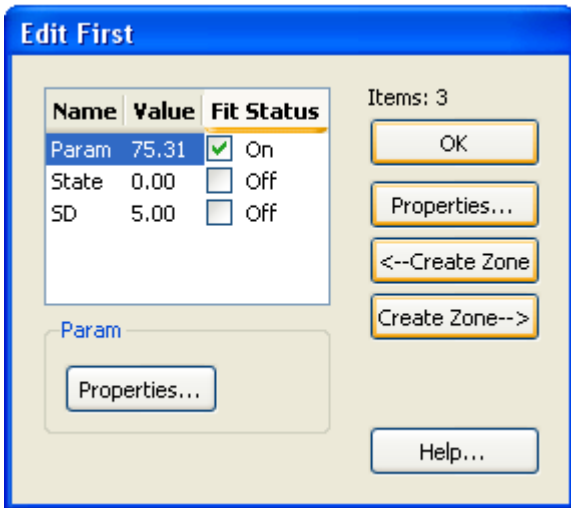 Edit First
Name Value Fit Status
Param 75.31 On
State 0.00 Off
SD 5.00 Off
Param
Properties...
Items: 3
OK
Properties...
<--Create Zone
Create Zone-->
Help...